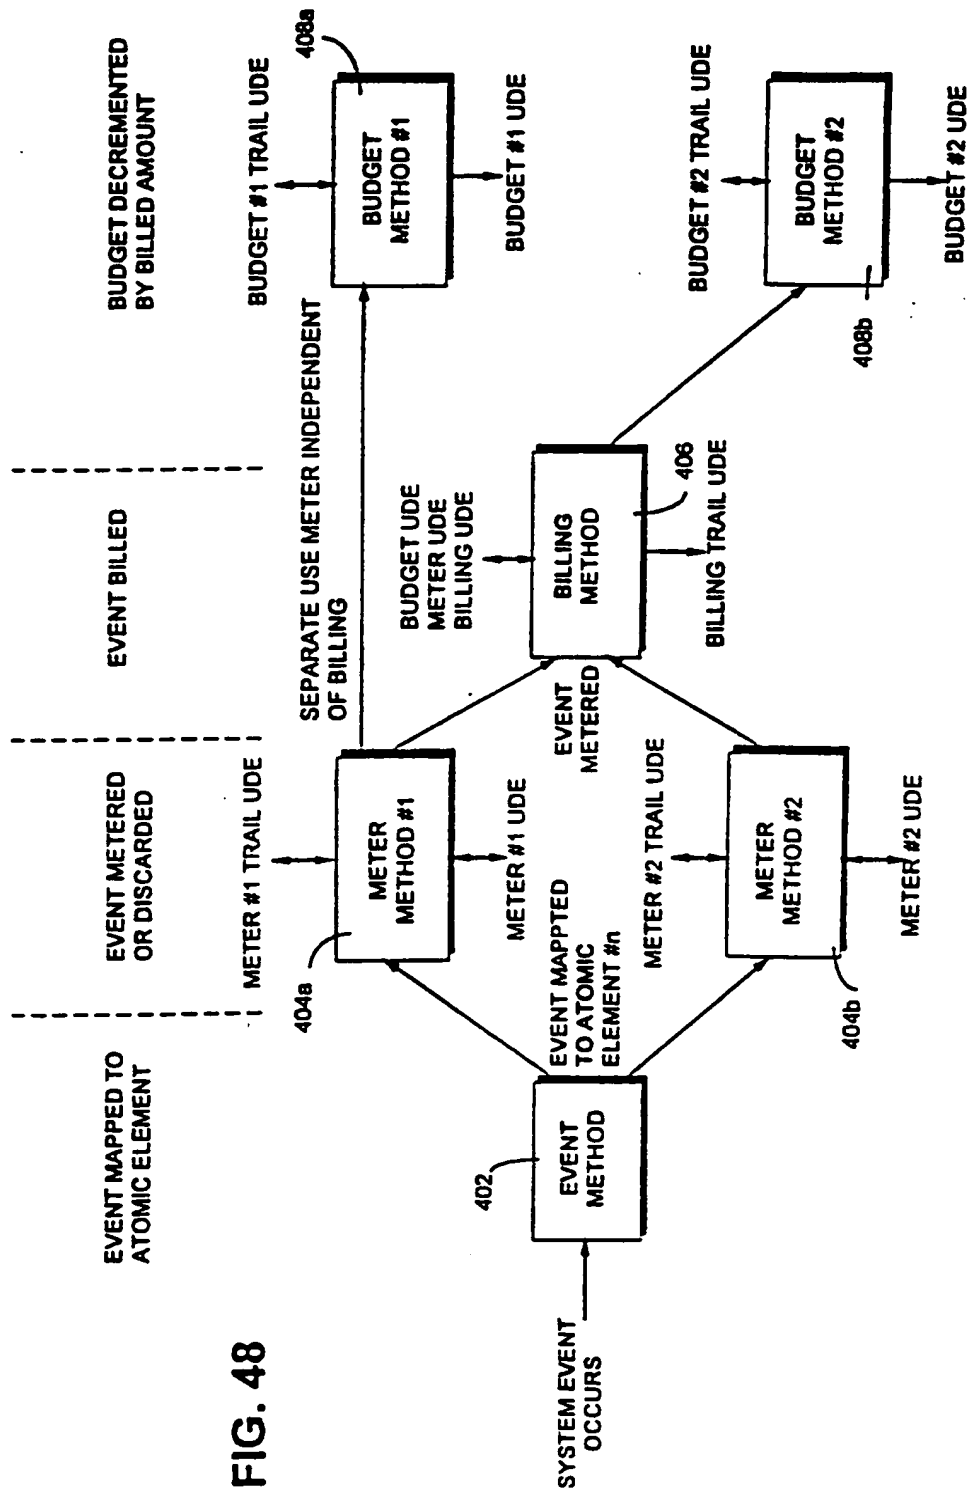 FIG. 48
EVENT MAPPED TO
ATOMIC ELEMENT
EVENT METERED
OR DISCARDED
EVENT BILLED
BUDGET DECREMENTED
BY BILLED AMOUNT
SYSTEM EVENT
OCCURS
402
EVENT
METHOD
EVENT MAPPTED
TO ATOMIC
ELEMENT #n
METER #1 TRAIL UDE
404a
METER
METHOD #1
METER #1 UDE
METER #2 TRAIL UDE
404b
METER
METHOD #2
METER #2 UDE
SEPARATE USE METER INDEPENDENT
OF BILLING
EVENT
METERED
BUDGET UDE
METER UDE
BILLING UDE
BILLING
METHOD
406
BILLING TRAIL UDE
BUDGET #1 TRAIL UDE
408a
BUDGET
METHOD #1
BUDGET #1 UDE
BUDGET #2 TRAIL UDE
408b
BUDGET
METHOD #2
BUDGET #2 UDE